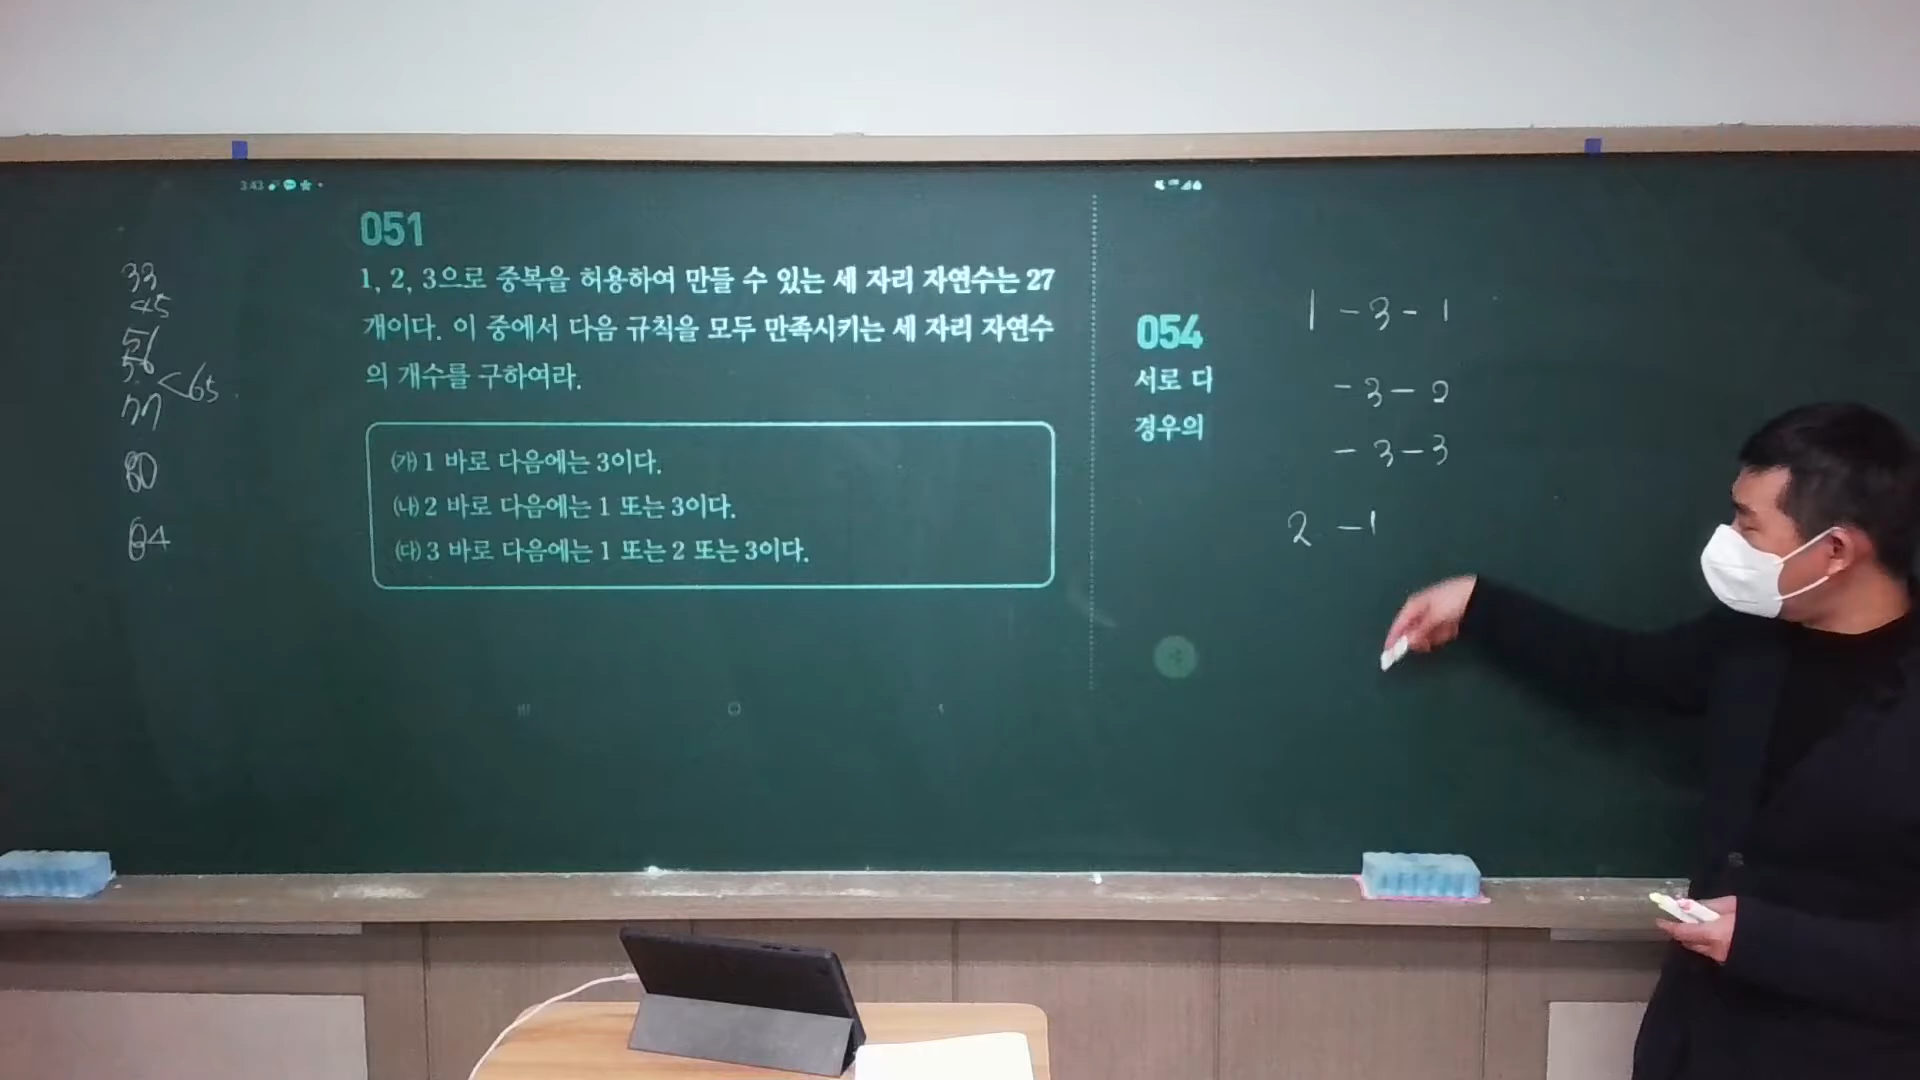 3:43
051
1, 2, 3으로 중복을 허용하여 만들 수 있는 세 자리 자연수는 27
개이다. 이 중에서 다음 규칙을 모두 만족시키는 세 자리 자연수
의 개수를 구하여라.
㈎ 1 바로 다음에는 3이다.
㈏ 2 바로 다음에는 1 또는 3이다.
㈐ 3 바로 다음에는 1 또는 2 또는 3이다.
33
45
51
56
65
77
80
84
054
서로 다
경우의
1 - 3 - 1
- 3 - 2
- 3 - 3
2 - 1